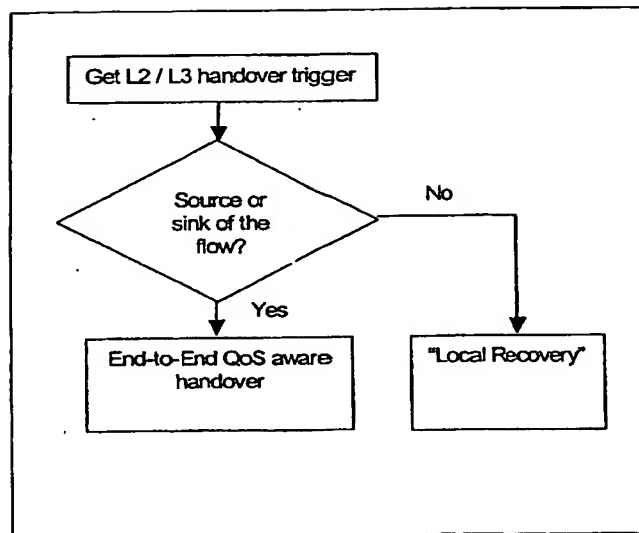 Get L2 / L3 handover trigger
Source or
sink of the
flow?
No
Yes
End-to-End QoS aware
handover
"Local Recovery"